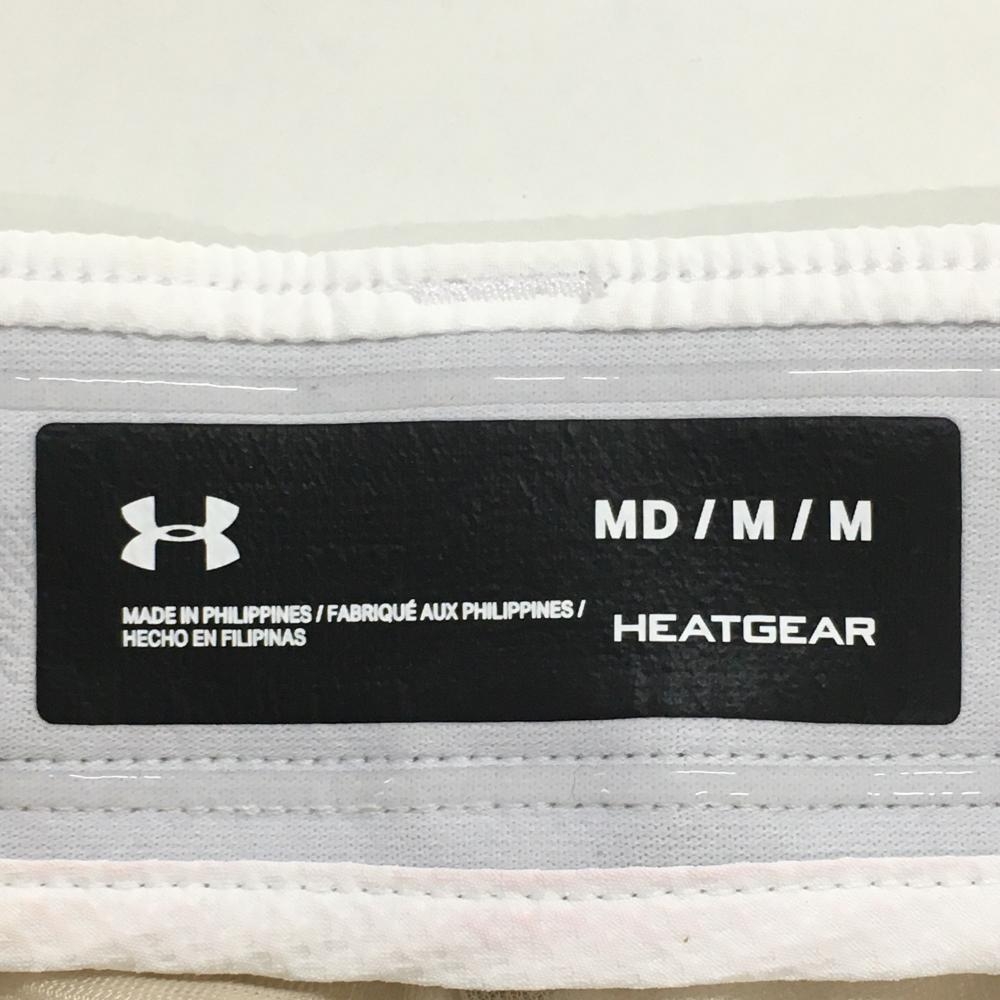 MD / M / M
MADE IN PHILIPPINES / FABRIQUÉ AUX PHILIPPINES /
HECHO EN FILIPINAS
HEATGEAR